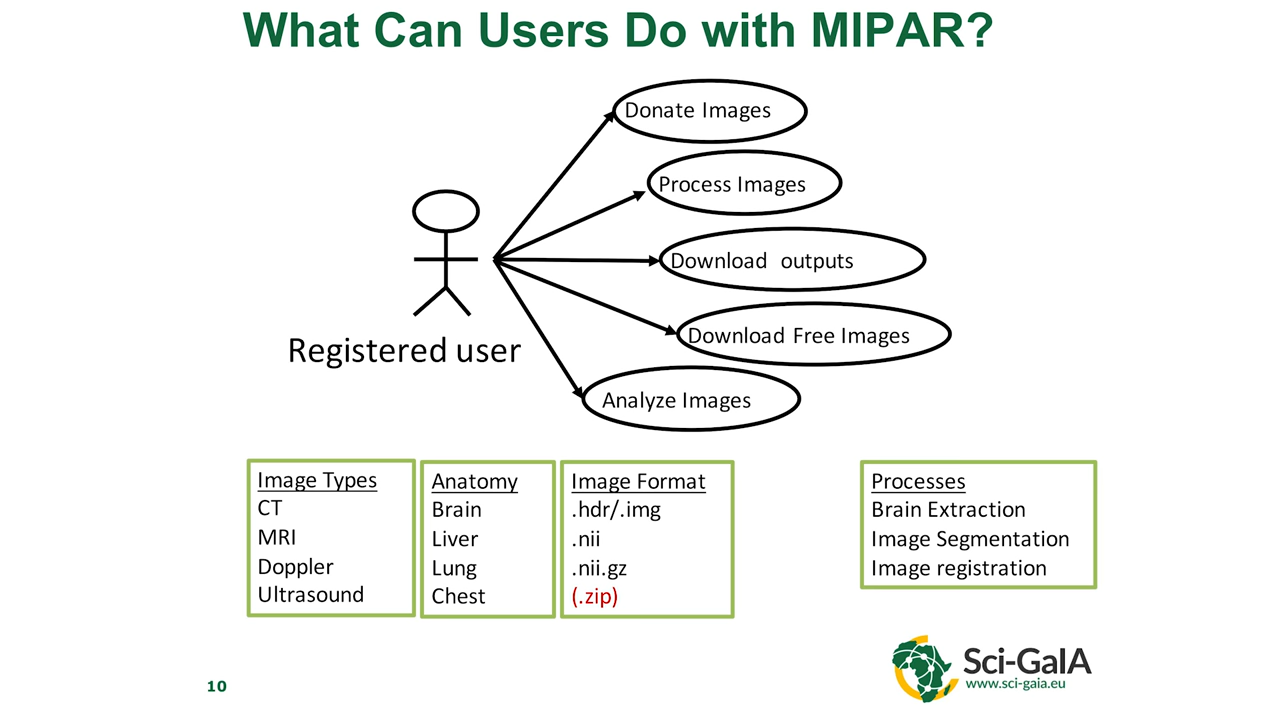 What Can Users Do with MIPAR?
Donate Images
Process Images
Download outputs
Download Free Images
Analyze Images
Registered user
Image Types
CT
MRI
Doppler
Ultrasound
Anatomy
Brain
Liver
Lung
Chest
Image Format
.hdr/.img
.nii
.nii.gz
(.zip)
Processes
Brain Extraction
Image Segmentation
Image registration
Sci-GaIA
www.sci-gaia.eu
10